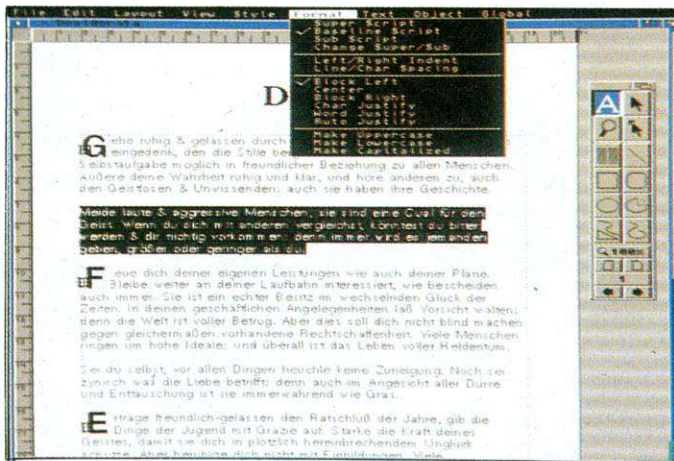 File Edit Layout View Style Format Text Object Global
Super Script
Baseline Script
Sub Script
Change Super/Sub
Left/Right Indent
Line/Char Spacing
Block Left
Center
Block Right
Char Justify
Word Justify
Make Uppercase
Make Lowercase
D
A
Gehe ruhig & gelassen durch
eingedenk, den die Stille be
Selbstaufgabe möglich in freundlicher Beziehung zu allen Menschen.
Äußere deine Wahrheit ruhig und klar, und höre anderen zu, auch
den Geistlosen & Unwissenden; auch sie haben ihre Geschichte.
Meide laute & aggressive Menschen, sie sind eine Qual für den
Geist. Wenn du dich mit anderen vergleichst, könntest du bitter
werden & dir nichtig vorkommen; denn immer wird es jemanden
geben, größer oder geringer als du.
Freue dich deiner eigenen Leistungen wie auch deiner Pläne.
Bleibe weiter an deiner Laufbahn interessiert, wie bescheiden
auch immer. Sie ist ein echter Besitz im wechselnden Glück der
Zeiten. In deinen geschäftlichen Angelegenheiten laß Vorsicht walten;
denn die Welt ist voller Betrug. Aber dies soll dich nicht blind machen
gegen gleichermaßen vorhandene Rechtschaffenheit. Viele Menschen
ringen um hohe Ideale; und überall ist das Leben voller Heldentum.
Sei du selbst, vor allen Dingen heuchle keine Zuneigung. Noch sei
zynisch was die Liebe betrifft; denn auch im Angesicht aller Dürre
und Enttäuschung ist sie immerwährend wie Gras.
Ertrage freundlich-gelassen den Ratschluß der Jahre, gib die
Dinge der Jugend mit Grazie auf. Stärke die Kraft deines
Geistes, damit sie dich in plötzlich hereinbrechendem Unglück
schütze. Aber beruhige dich nicht mit Einbildungen. Viele
100%